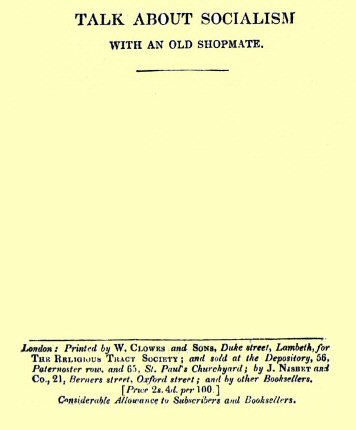 TALK ABOUT SOCIALISM
WITH AN OLD SHOPMATE.
London: Printed by W. CLOWES and SONS, Duke street, Lambeth, for
THE RELIGIOUS TRACT SOCIETY; and sold at the Depository, 56,
Paternoster row, and 65, St. Paul's Churchyard; by J. NISBET and
Co., 21, Berners street, Oxford street; and by other Booksellers.
[Price 2s. 4d. per 100.]
Considerable Allowance to Subscribers and Booksellers.